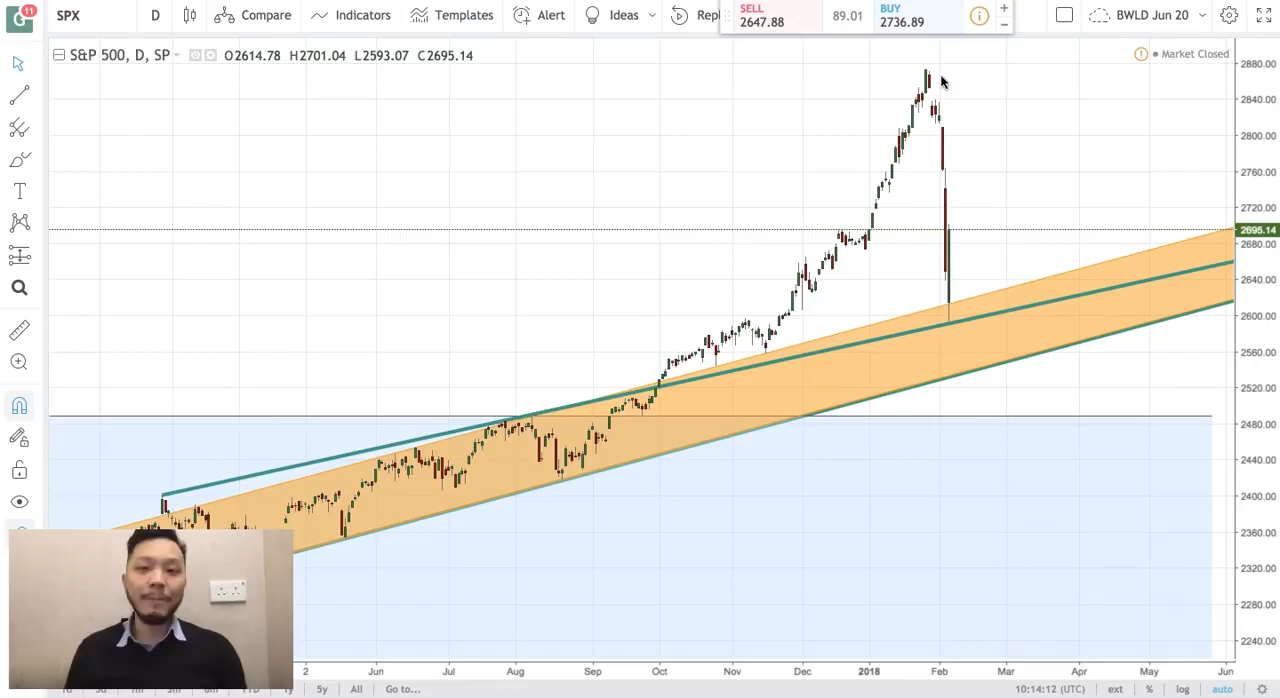 G 11
SPX D Compare Indicators Templates Alert Ideas Repl
SELL 89.01 BUY
2647.88 2736.89
BWLD Jun 20
S&P 500, D, SP O2614.78 H2701.04 L2593.07 C2695.14
Market Closed
2880.00
2840.00
2800.00
2760.00
2720.00
2695.14
2680.00
2640.00
2600.00
2560.00
2520.00
2480.00
2440.00
2400.00
2360.00
2320.00
2280.00
2240.00
T
2 Jun Jul Aug Sep Oct Nov Dec 2018 Feb Mar Apr May Jun
5y All Go to... 10:14:12 (UTC) ext % log auto